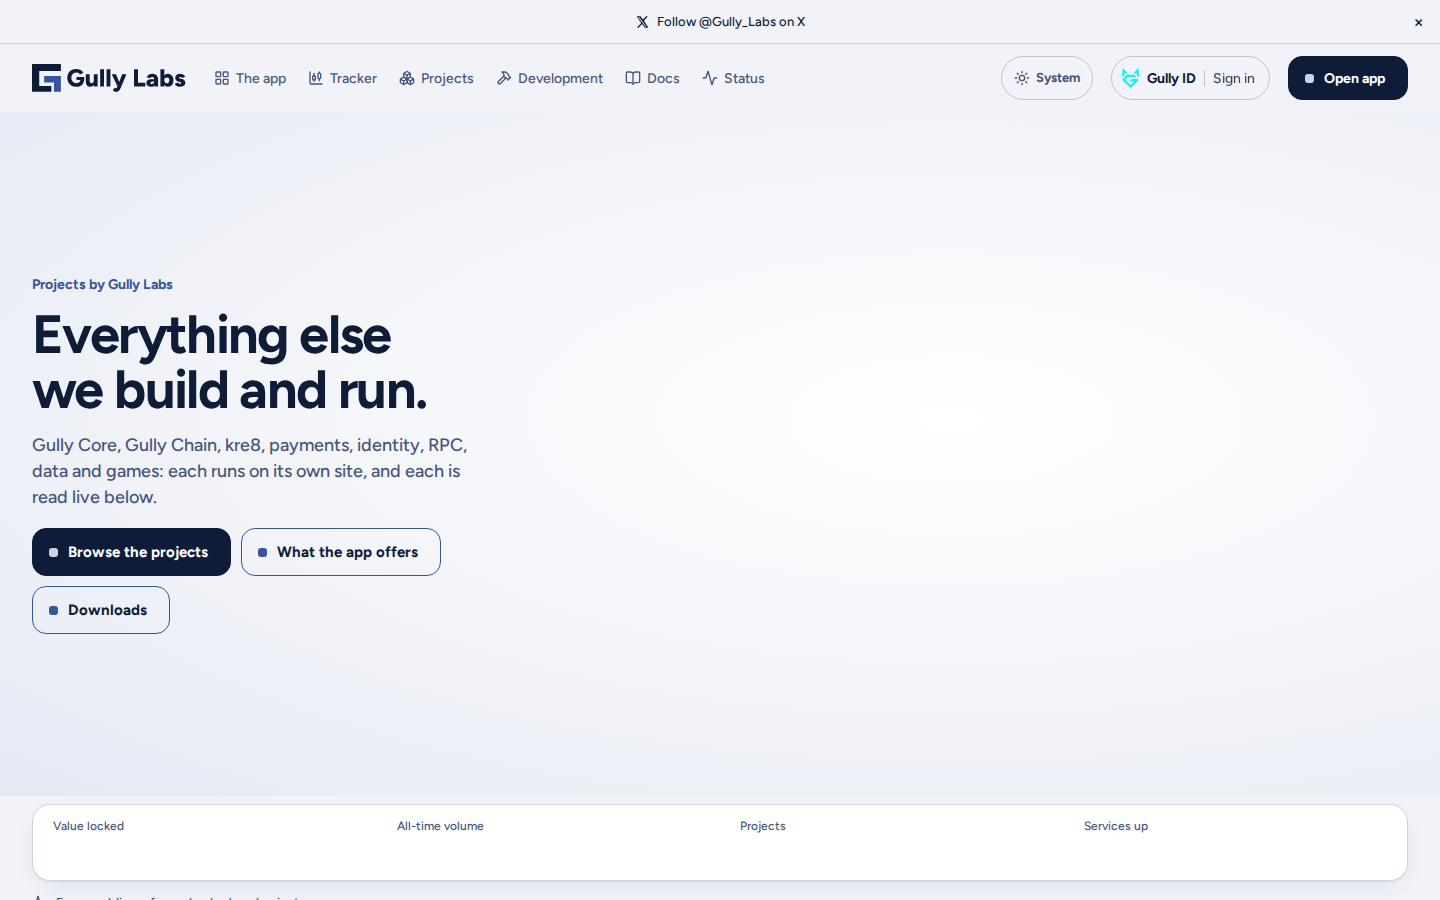 Follow @Gully_Labs on X
×
Gully Labs
The app
Tracker
Projects
Development
Docs
Status
System
Gully ID
Sign in
Open app
Projects by Gully Labs
Everything else
we build and run.
Gully Core, Gully Chain, kre8, payments, identity, RPC,
data and games: each runs on its own site, and each is
read live below.
Browse the projects
What the app offers
Downloads
Value locked
All-time volume
Projects
Services up